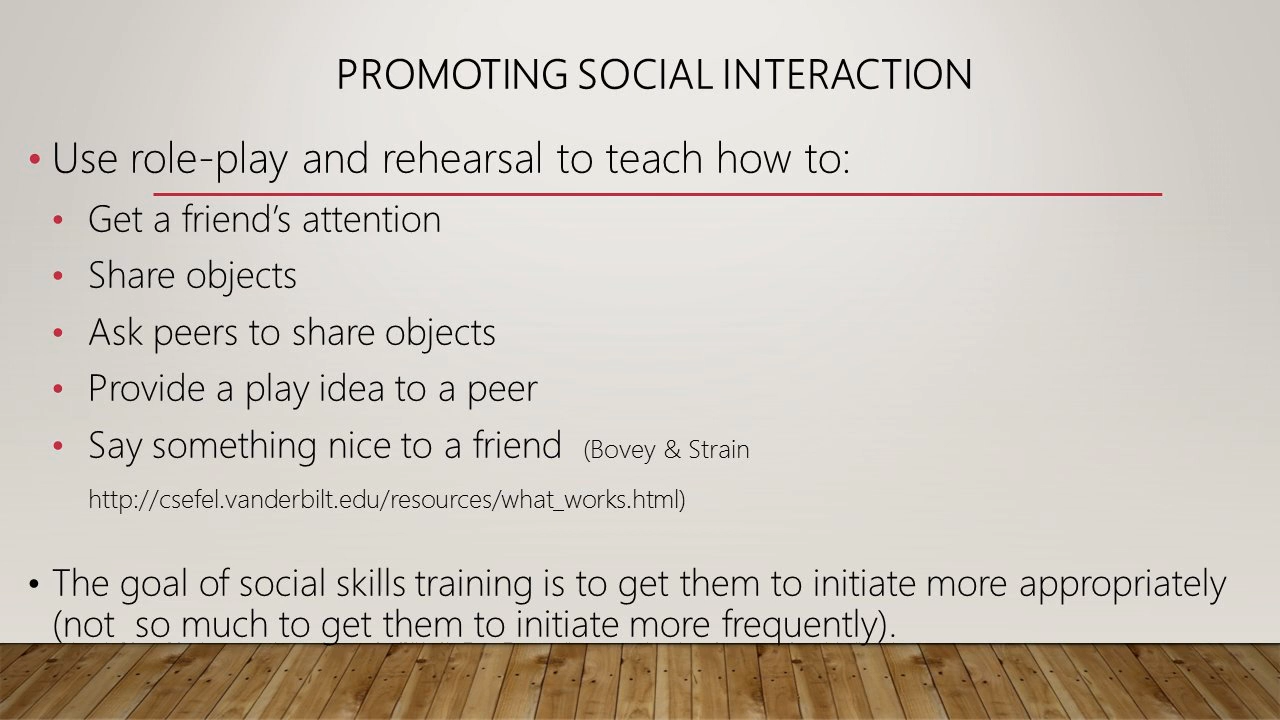 PROMOTING SOCIAL INTERACTION
• Use role-play and rehearsal to teach how to:
• Get a friend’s attention
• Share objects
• Ask peers to share objects
• Provide a play idea to a peer
• Say something nice to a friend (Bovey & Strain
http://csefel.vanderbilt.edu/resources/what_works.html)
• The goal of social skills training is to get them to initiate more appropriately
(not so much to get them to initiate more frequently).